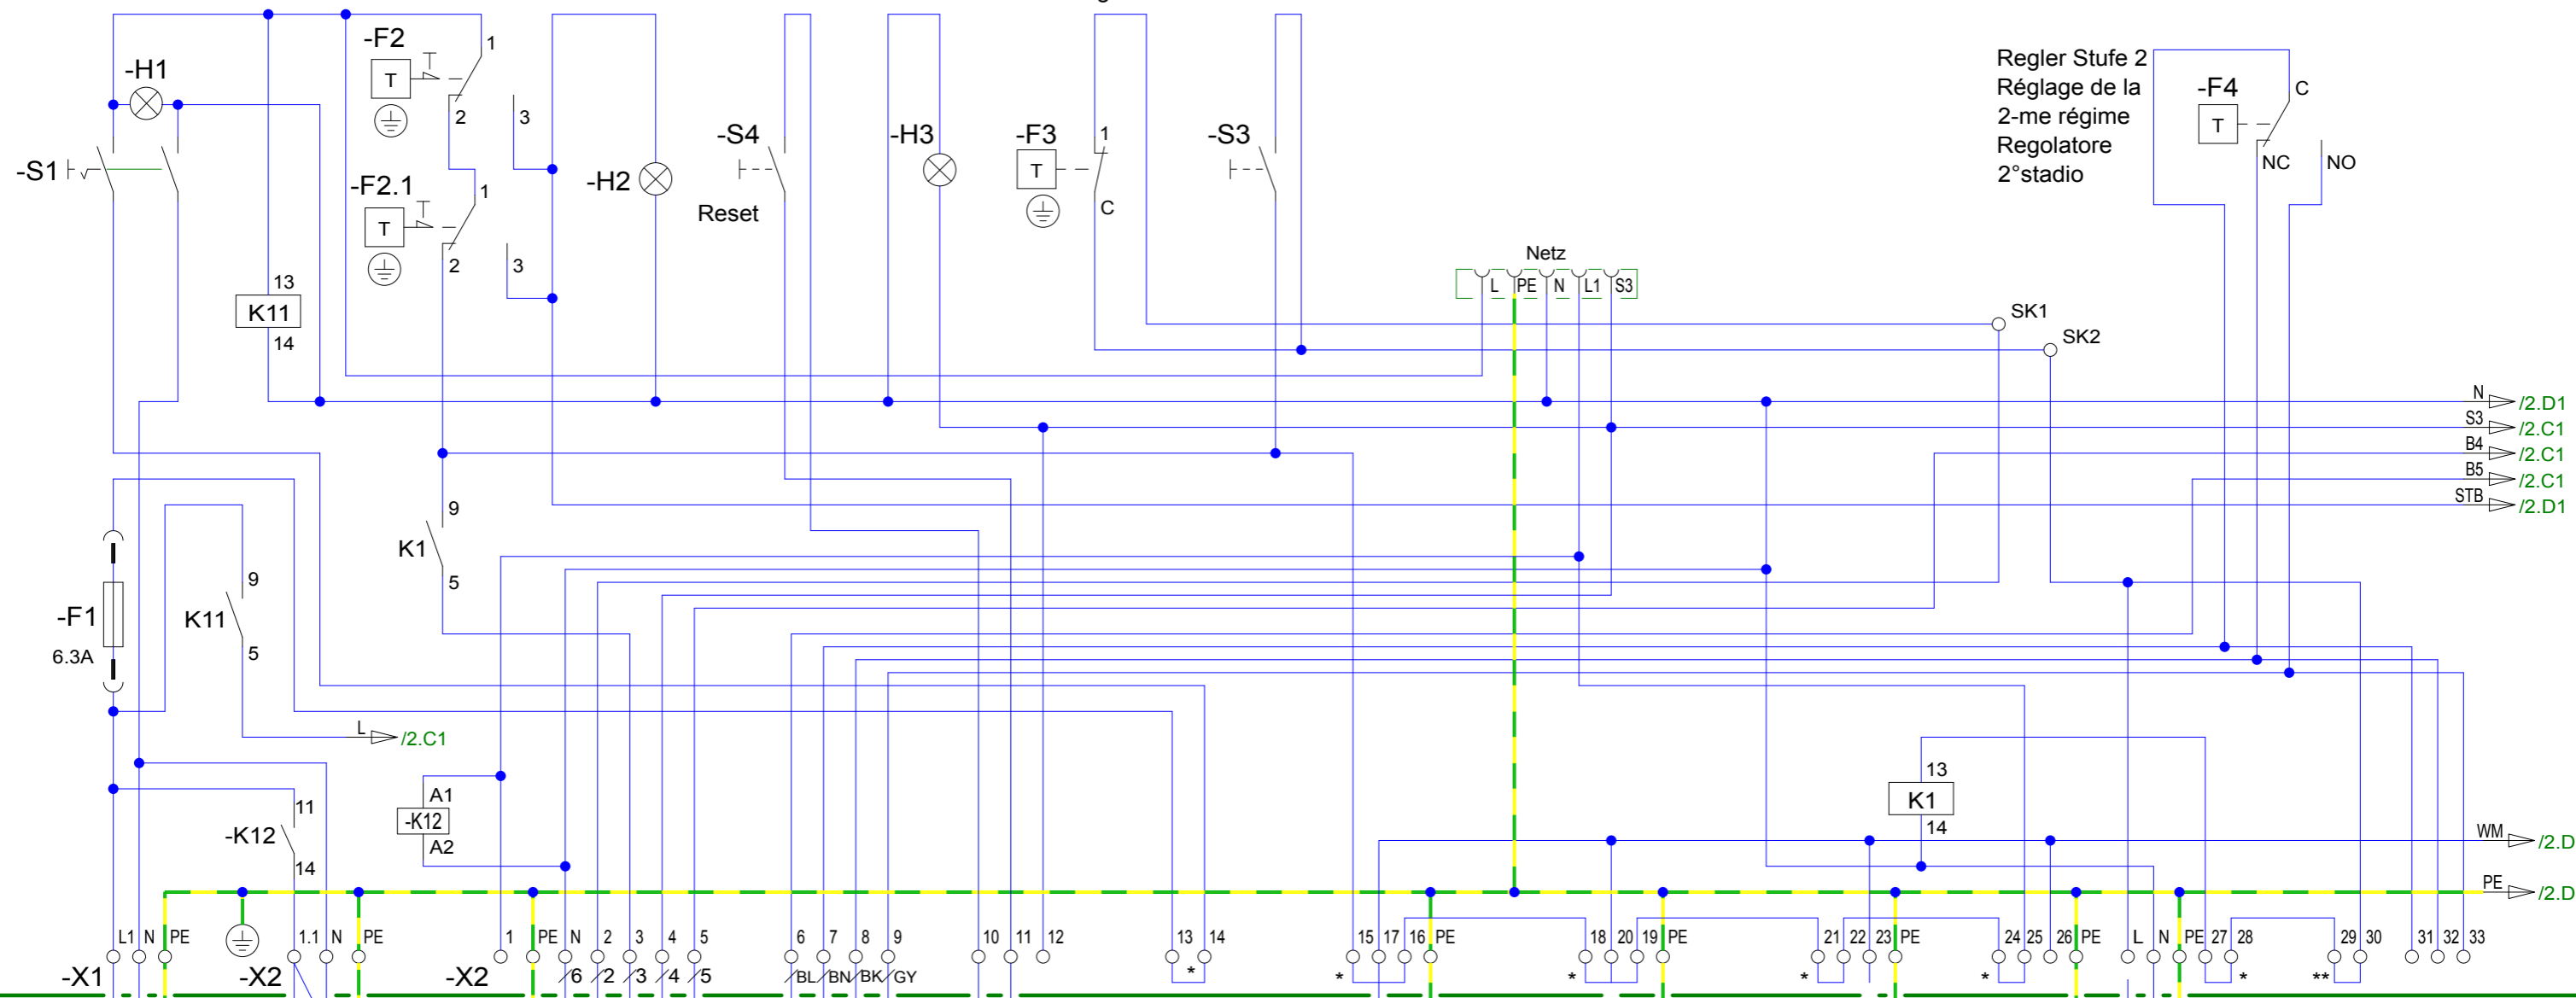 -F2
1
-H1
T
T
2
3
-S1
-F2.1
1
T
T
2
3
-H2
-S4
Reset
-H3
-F3
1
T
C
-S3
Regler Stufe 2
Réglage de la
2-me régime
Regolatore
2°stadio
-F4
C
T
NC
NO
13
K11
14
Netz
L
PE
N
L1
S3
SK1
SK2
N /2.D1
S3 /2.C1
B4 /2.C1
B5 /2.C1
STB /2.D1
9
K1
5
-F1
6.3A
9
K11
5
L /2.C1
A1
-K12
A2
11
-K12
14
13
K1
14
WM /2.D
PE /2.D
L1 N PE 1.1 N PE 1 PE N 2 3 4 5 6 7 8 9 10 11 12 13 14 15 17 16 PE 18 20 19 PE 21 22 23 PE 24 25 26 PE L N PE 27 28 29 30 31 32 33
-X1 -X2 -X2 6 2 3 4 5 BL BN BK GY * * * * * * **